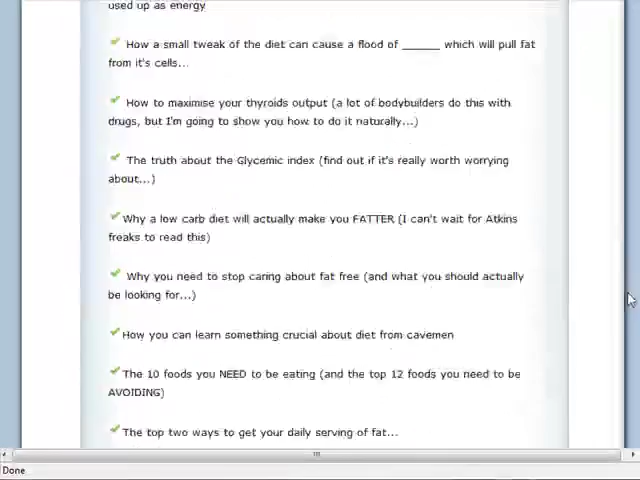 used up as energy
How a small tweak of the diet can cause a flood of ______ which will pull fat
from it's cells...
How to maximise your thyroids output (a lot of bodybuilders do this with
drugs, but I'm going to show you how to do it naturally...)
The truth about the Glycemic index (find out if it's really worth worrying
about...)
Why a low carb diet will actually make you FATTER (I can't wait for Atkins
freaks to read this)
Why you need to stop caring about fat free (and what you should actually
be looking for...)
How you can learn something crucial about diet from cavemen
The 10 foods you NEED to be eating (and the top 12 foods you need to be
AVOIDING)
The top two ways to get your daily serving of fat...
Done